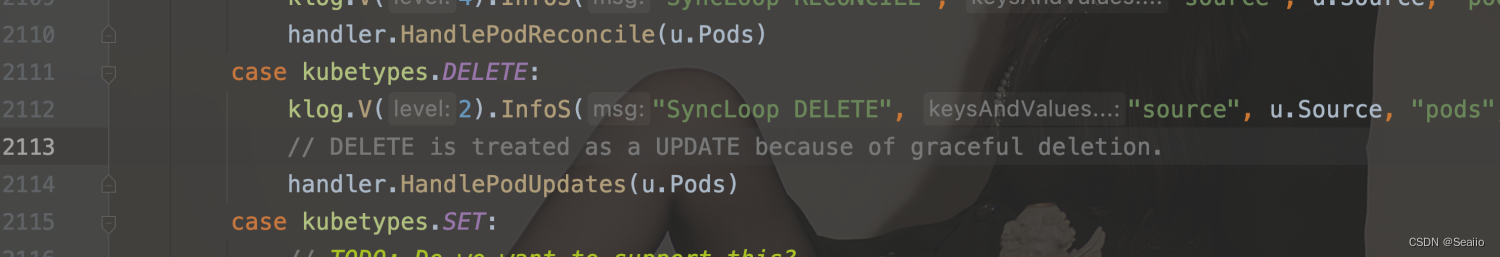 2109 klog.V( level: 4).InfoS( msg: "SyncLoop RECONCILE", keysAndValues...: "source", u.Source, "pods"
2110 handler.HandlePodReconcile(u.Pods)
2111 case kubetypes.DELETE:
2112 klog.V( level: 2).InfoS( msg: "SyncLoop DELETE", keysAndValues...: "source", u.Source, "pods"
2113 // DELETE is treated as a UPDATE because of graceful deletion.
2114 handler.HandlePodUpdates(u.Pods)
2115 case kubetypes.SET:
2116 // TODO: Do we want to support this?
CSDN @Seaiio